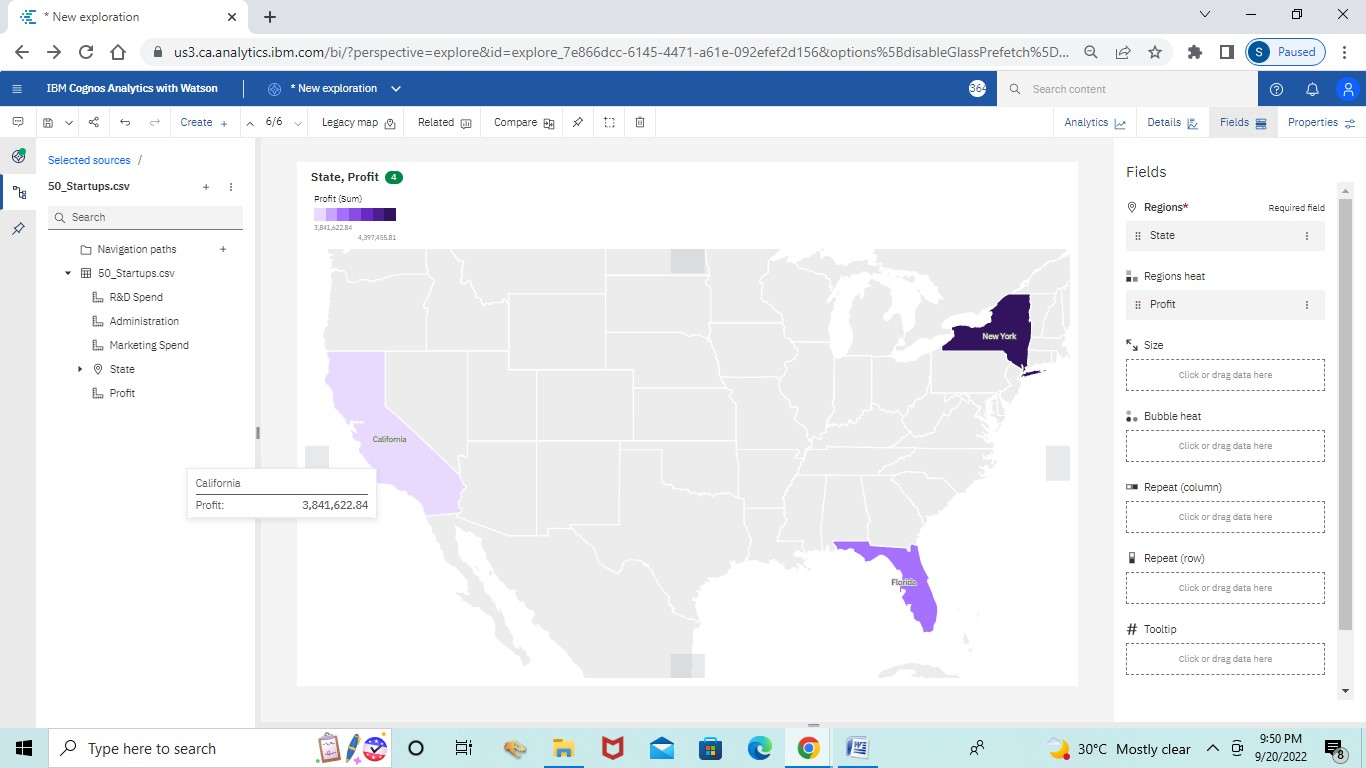 * New exploration
us3.ca.analytics.ibm.com/bi/?perspective=explore&id=explore_7e866dcc-6145-4471-a61e-092efef2d156&options%5BdisableGlassPrefetch%5D...
S Paused
IBM Cognos Analytics with Watson
* New exploration
364
Search content
Create +
6/6
Legacy map
Related
Compare
Analytics
Details
Fields
Properties
Selected sources /
50_Startups.csv
Search
Navigation paths
50_Startups.csv
R&D Spend
Administration
Marketing Spend
State
Profit
State, Profit 4
Profit (Sum)
3,841,622.84
4,397,455.81
New York
California
Florida
California
Profit: 3,841,622.84
Fields
Regions* Required field
State
Regions heat
Profit
Size
Click or drag data here
Bubble heat
Click or drag data here
Repeat (column)
Click or drag data here
Repeat (row)
Click or drag data here
Tooltip
Click or drag data here
Type here to search
30°C Mostly clear
9:50 PM
9/20/2022
8